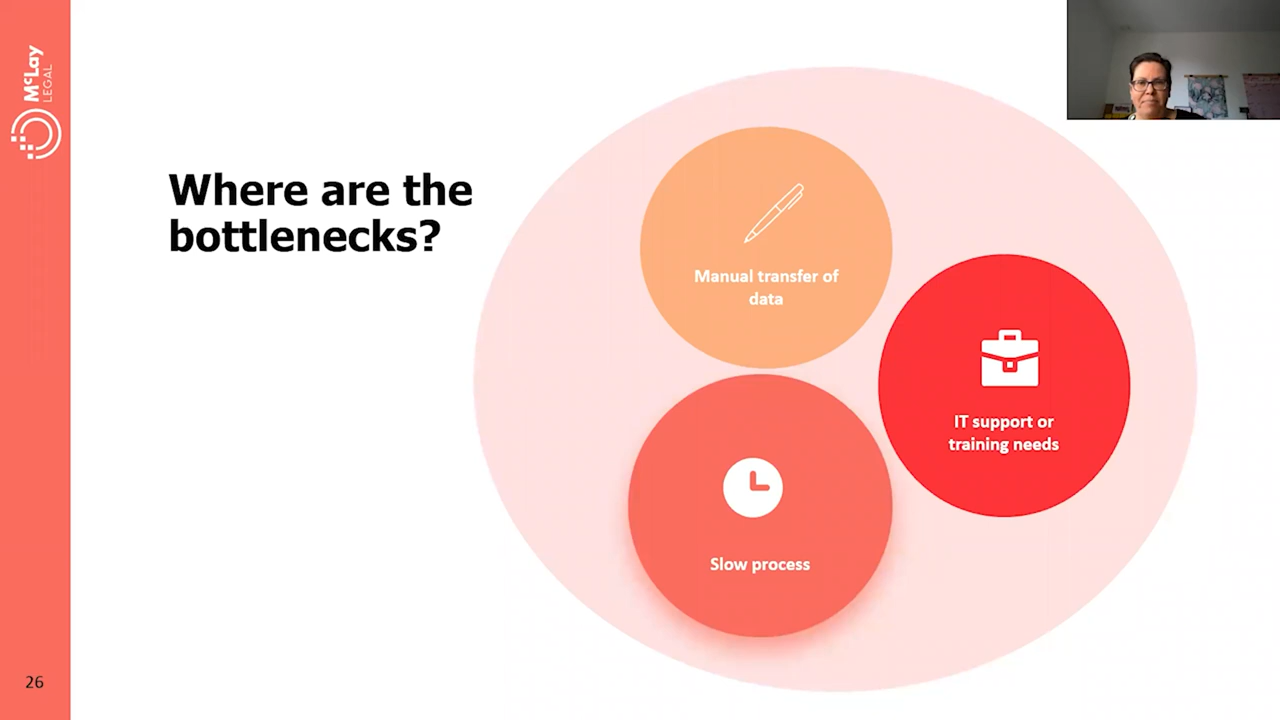 McLay
LEGAL
Where are the
bottlenecks?
Manual transfer of
data
IT support or
training needs
Slow process
26